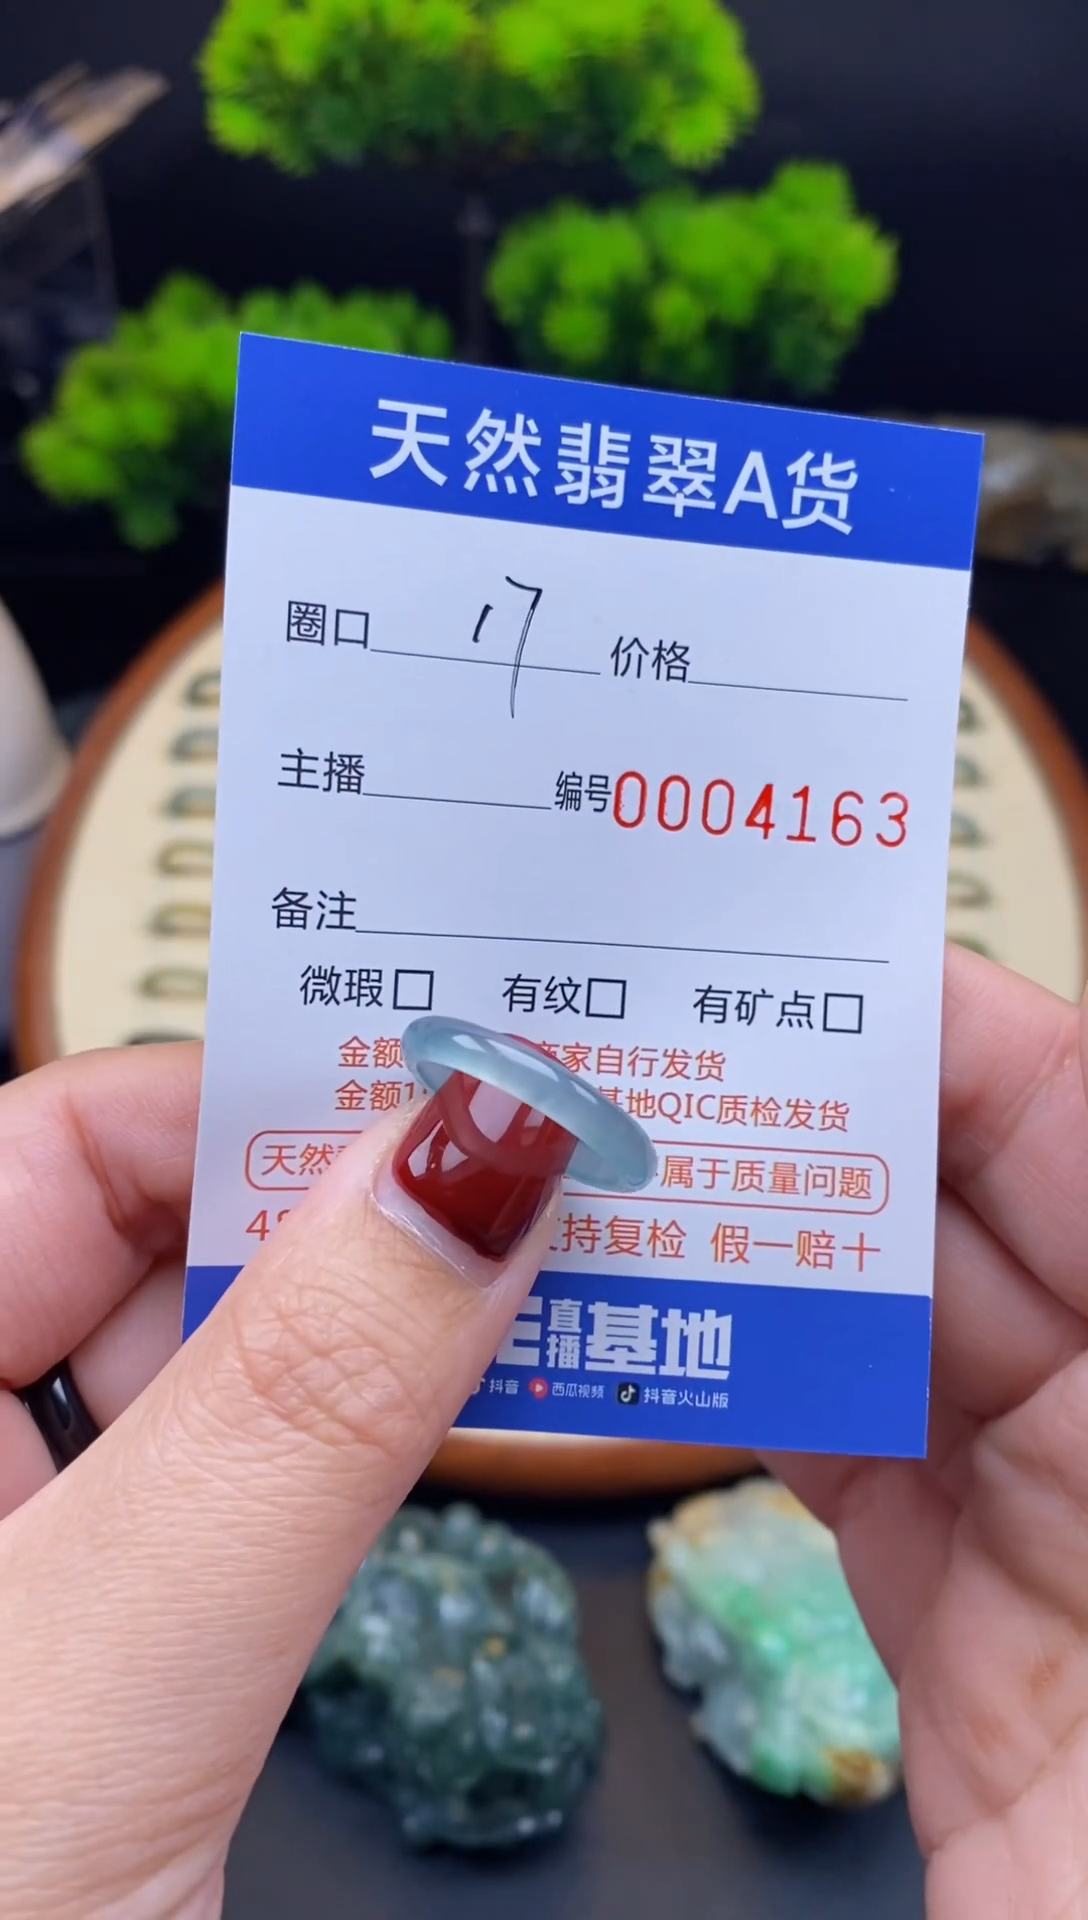 天然翡翠A货
圈口 17 价格
主播 编号0004163
备注
微瑕□ 有纹□ 有矿点□
金额 商家自行发货
金额1 基地QIC质检发货
天然 属于质量问题
4 支持复检 假一赔十
直播基地
抖音 西瓜视频 抖音火山版